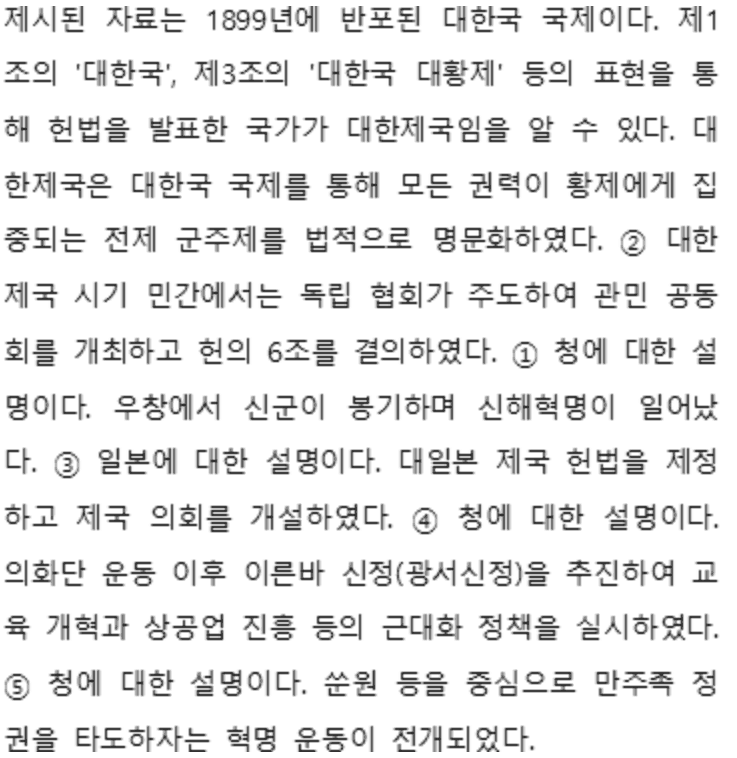 제시된 자료는 1899년에 반포된 대한국 국제이다. 제1
조의 '대한국', 제3조의 '대한국 대황제' 등의 표현을 통
해 헌법을 발표한 국가가 대한제국임을 알 수 있다. 대
한제국은 대한국 국제를 통해 모든 권력이 황제에게 집
중되는 전제 군주제를 법적으로 명문화하였다. ② 대한
제국 시기 민간에서는 독립 협회가 주도하여 관민 공동
회를 개최하고 헌의 6조를 결의하였다. ① 청에 대한 설
명이다. 우창에서 신군이 봉기하며 신해혁명이 일어났
다. ③ 일본에 대한 설명이다. 대일본 제국 헌법을 제정
하고 제국 의회를 개설하였다. ④ 청에 대한 설명이다.
의화단 운동 이후 이른바 신정(광서신정)을 추진하여 교
육 개혁과 상공업 진흥 등의 근대화 정책을 실시하였다.
⑤ 청에 대한 설명이다. 쑨원 등을 중심으로 만주족 정
권을 타도하자는 혁명 운동이 전개되었다.